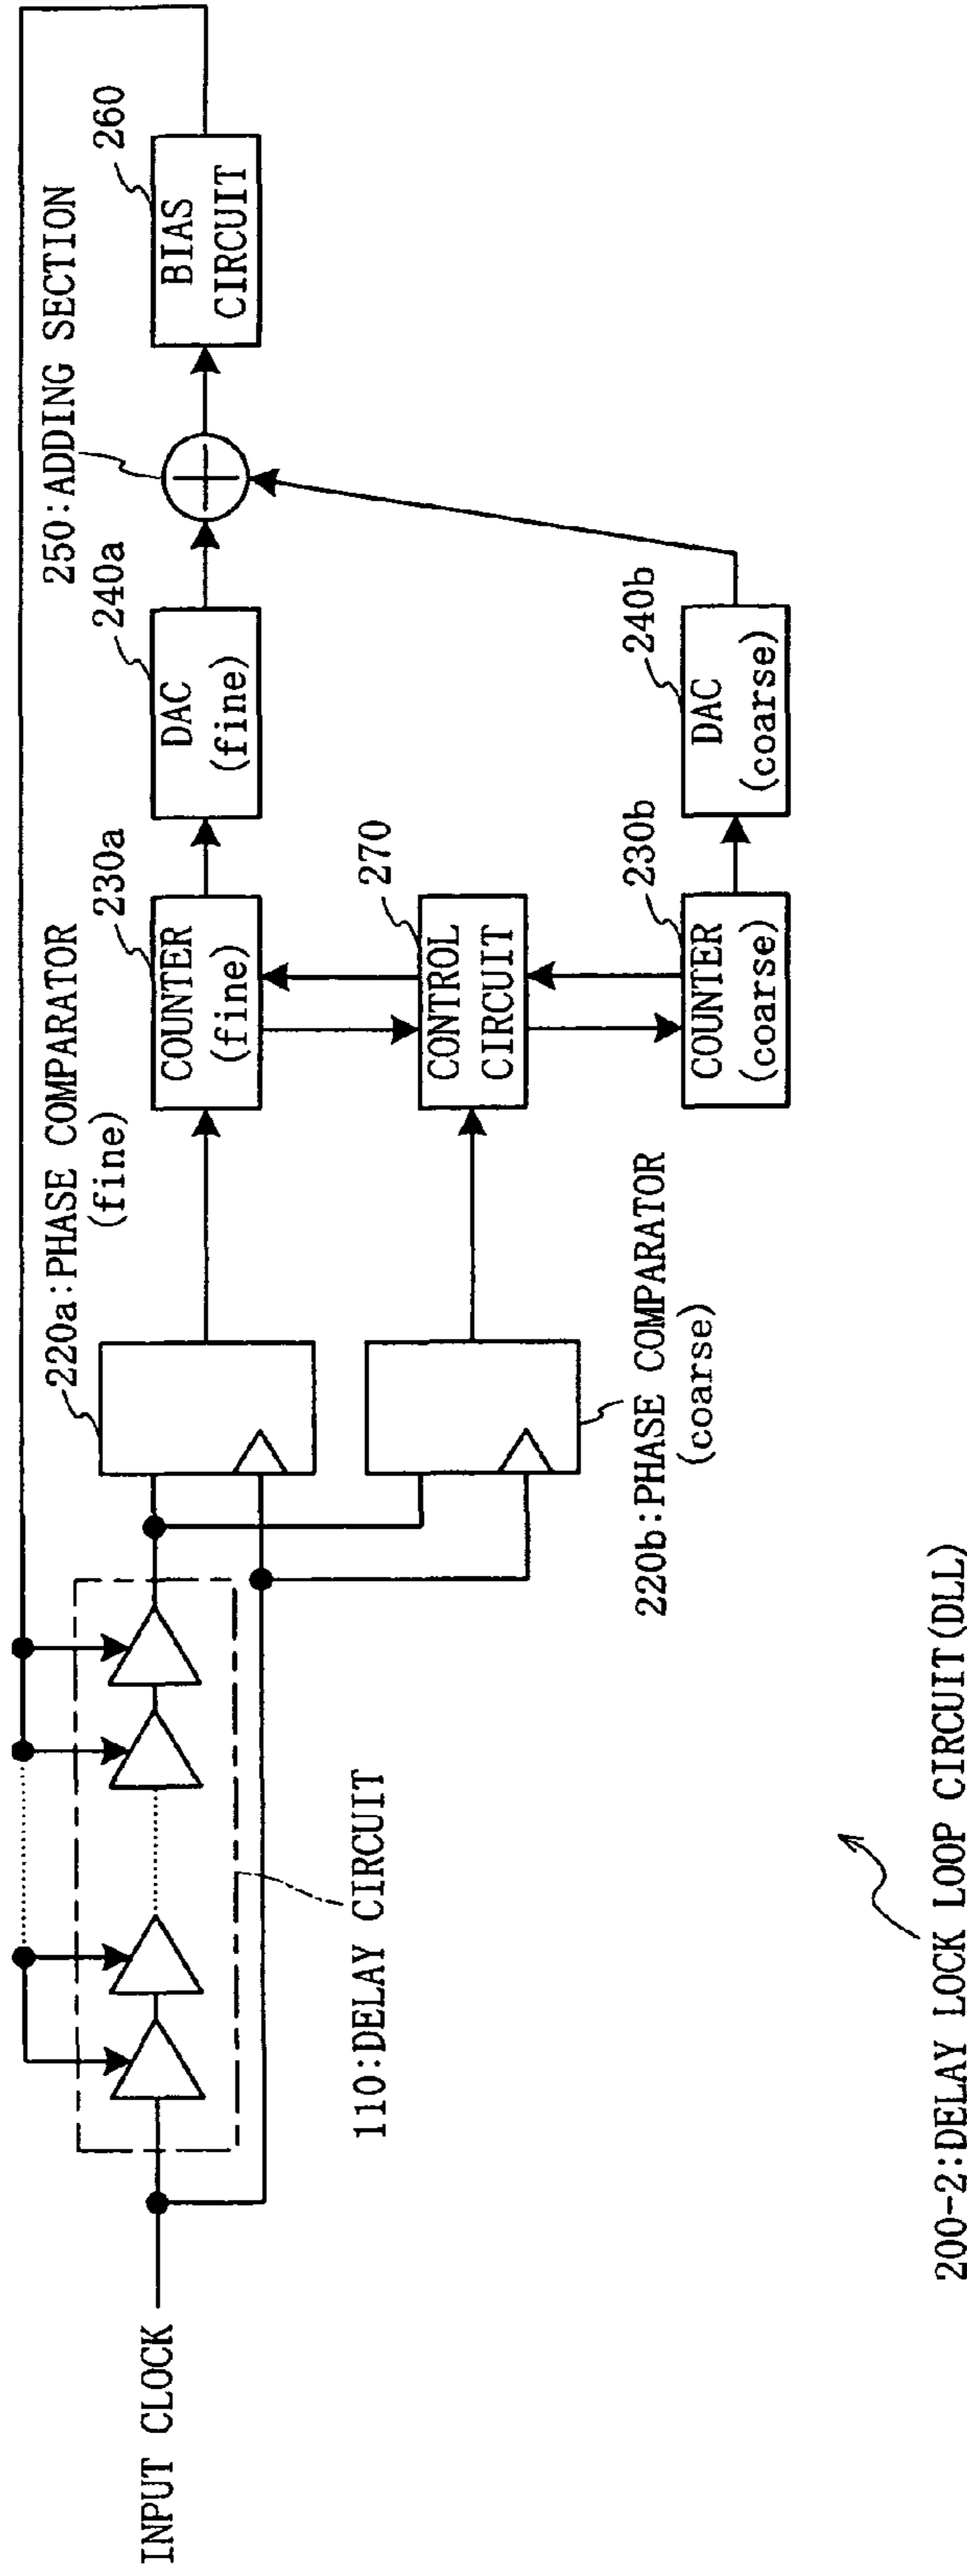 INPUT CLOCK
110:DELAY CIRCUIT
220a:PHASE COMPARATOR
(fine)
220b:PHASE COMPARATOR
(coarse)
230a
COUNTER
(fine)
270
CONTROL
CIRCUIT
230b
COUNTER
(coarse)
240a
DAC
(fine)
240b
DAC
(coarse)
250:ADDING SECTION
260
BIAS
CIRCUIT
200-2:DELAY LOCK LOOP CIRCUIT(DLL)